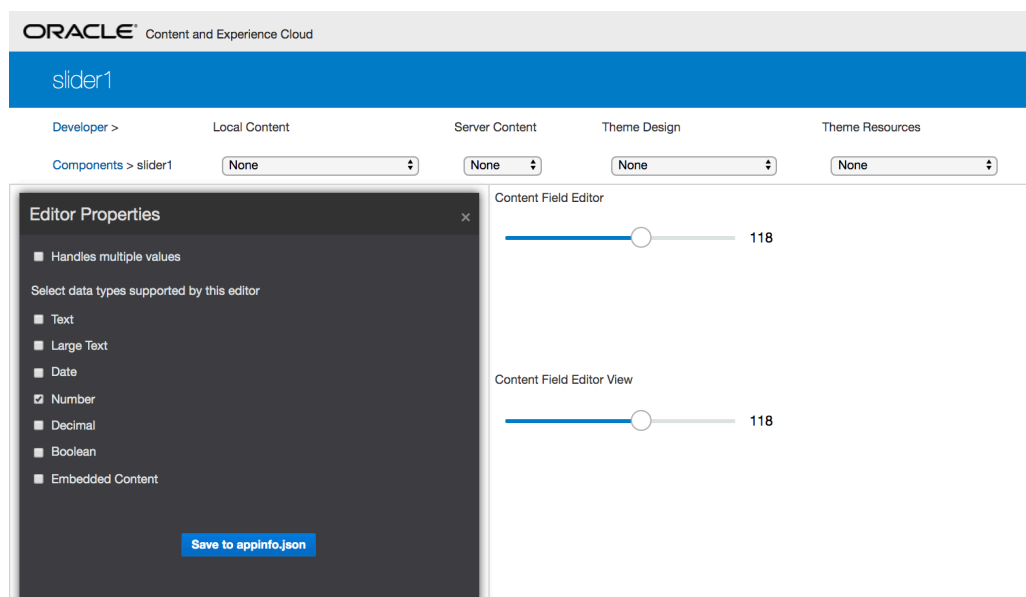 ORACLE® Content and Experience Cloud
slider1
Developer > Local Content Server Content Theme Design Theme Resources
Components > slider1 None None None None
Editor Properties ×
Handles multiple values
Select data types supported by this editor
Text
Large Text
Date
Number
Decimal
Boolean
Embedded Content
Save to appinfo.json
Content Field Editor
118
Content Field Editor View
118